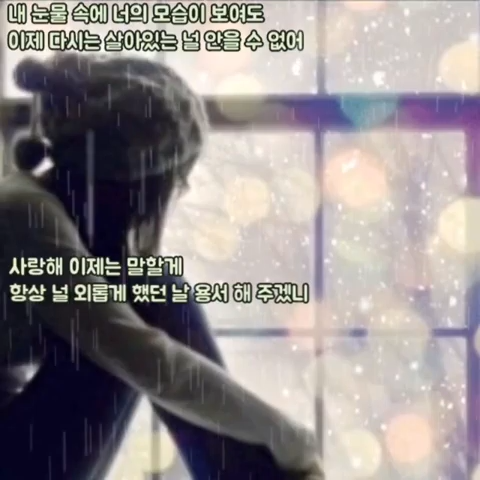 내 눈물 속에 너의 모습이 보여도
이제 다시는 살아있는 널 안을 수 없어
사랑해 이제는 말할게
항상 널 외롭게 했던 날 용서 해 주겠니